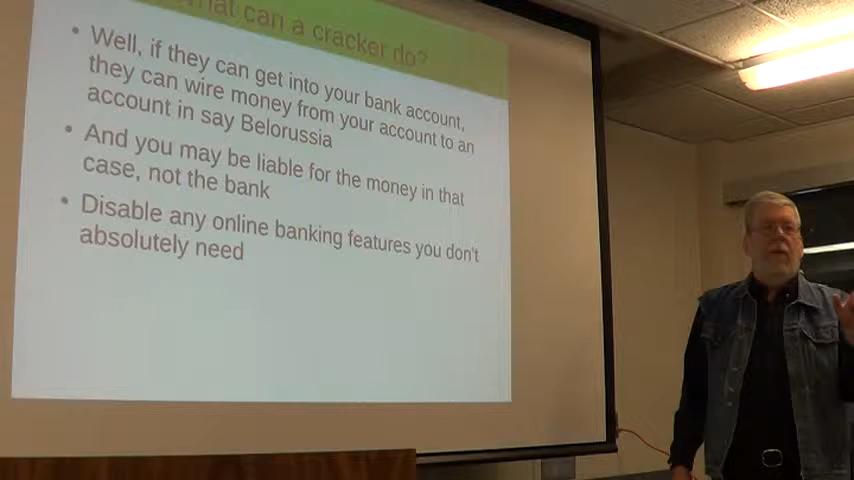 What can a cracker do?
• Well, if they can get into your bank account,
they can wire money from your account to an
account in say Belorussia
• And you may be liable for the money in that
case, not the bank
• Disable any online banking features you don't
absolutely need